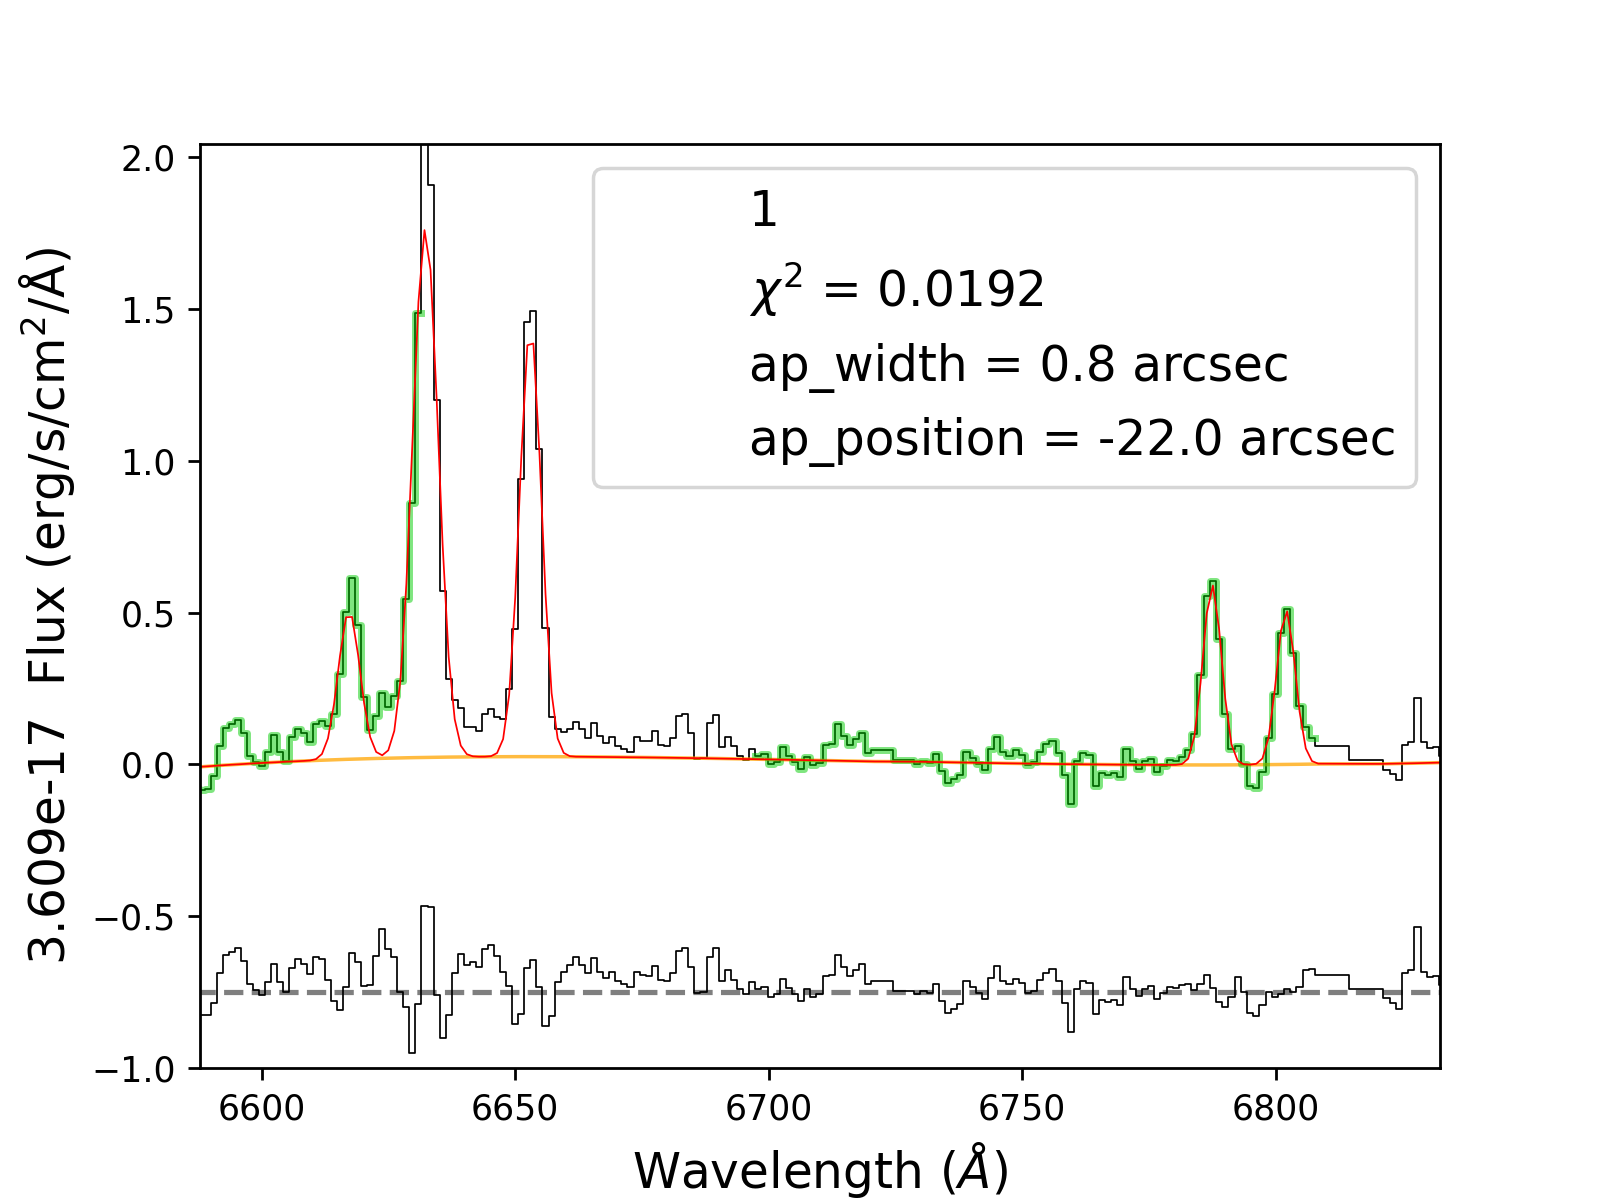 1
χ² = 0.0192
ap_width = 0.8 arcsec
ap_position = -22.0 arcsec
3.609e-17 Flux (erg/s/cm²/Å)
2.0
1.5
1.0
0.5
0.0
−0.5
−1.0
6600 6650 6700 6750 6800
Wavelength (Å)